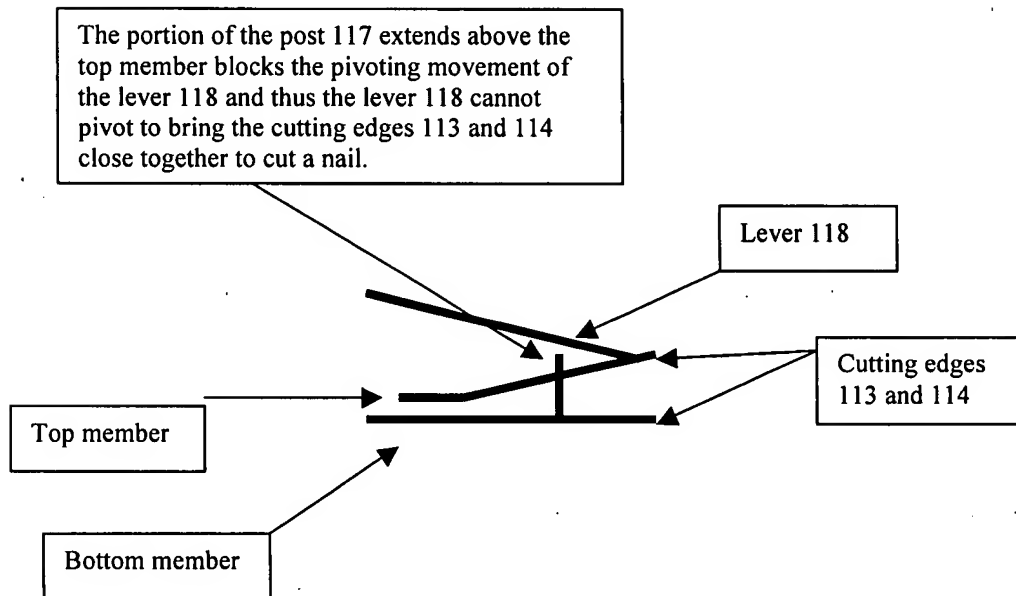 The portion of the post 117 extends above the
top member blocks the pivoting movement of
the lever 118 and thus the lever 118 cannot
pivot to bring the cutting edges 113 and 114
close together to cut a nail.
Lever 118
Cutting edges
113 and 114
Top member
Bottom member